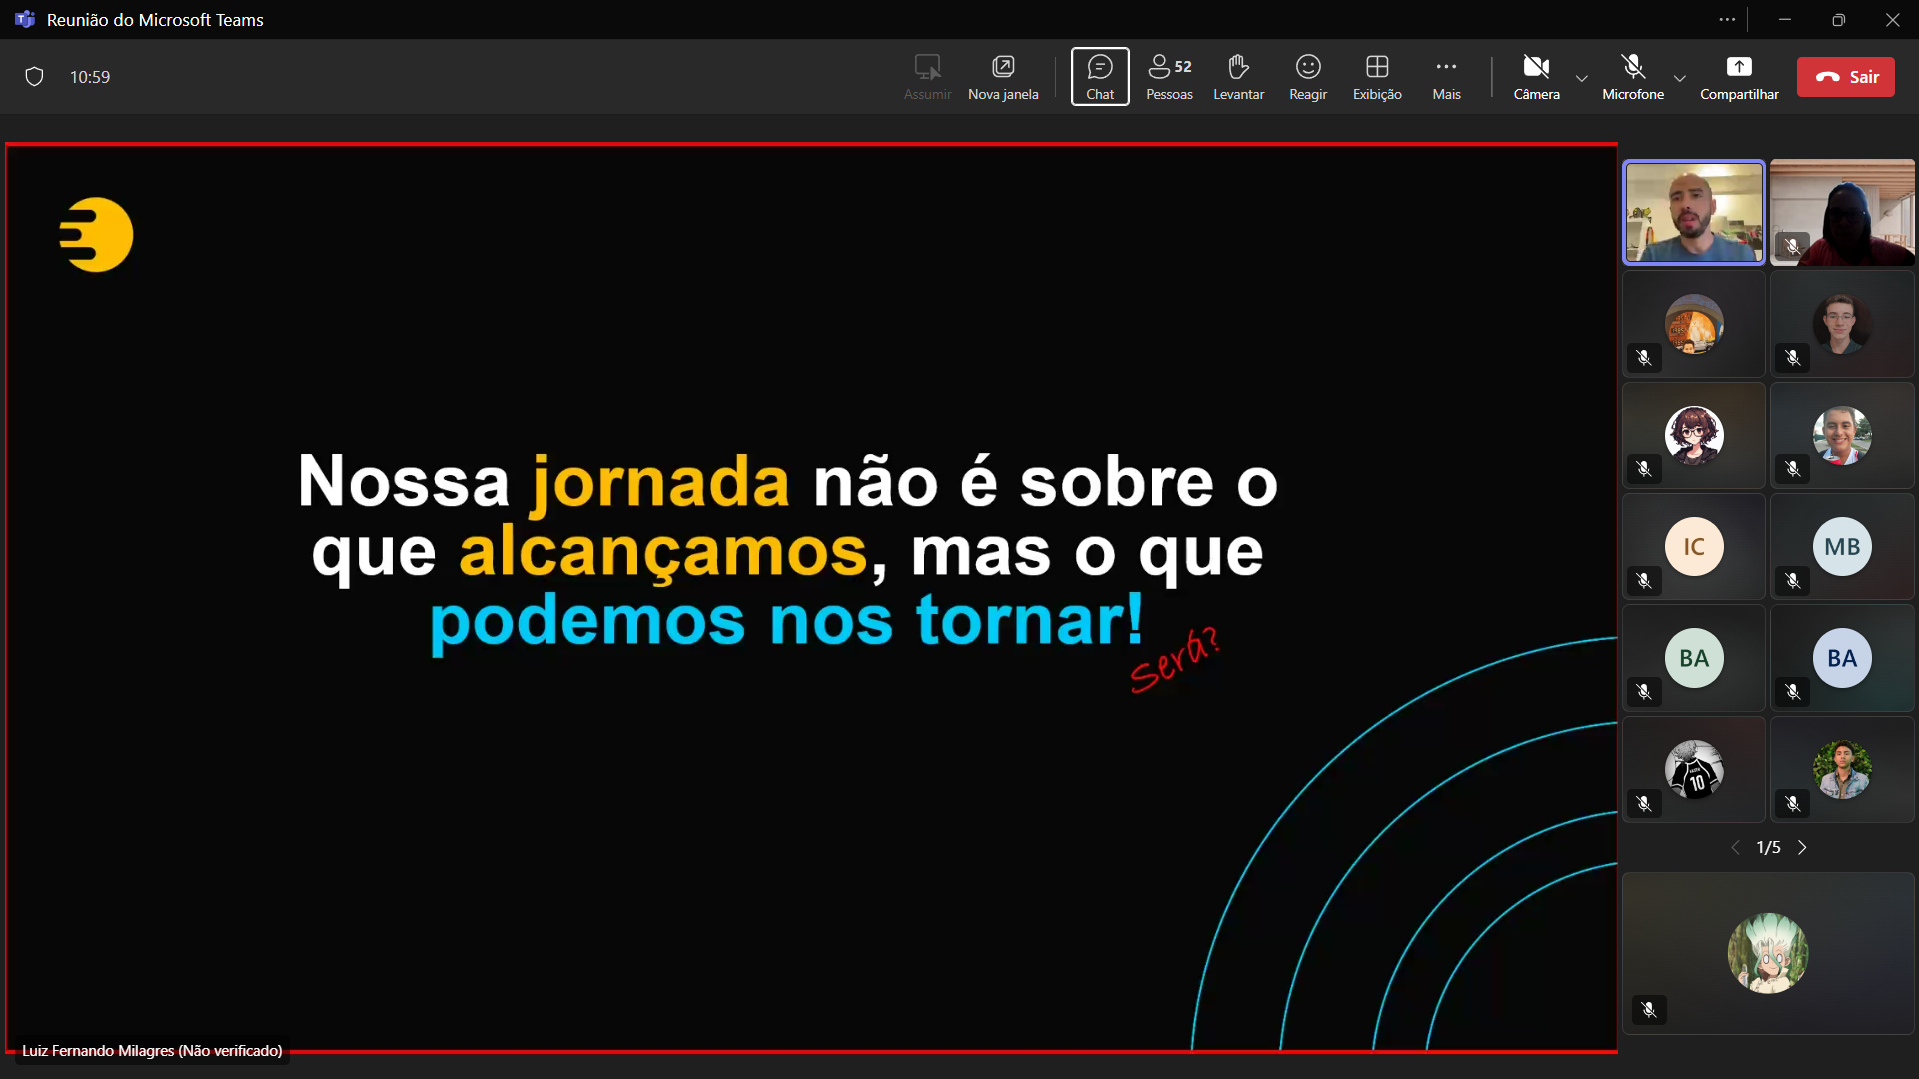 Reunião do Microsoft Teams
10:59
Assumir
Nova janela
Chat
52
Pessoas
Levantar
Reagir
Exibição
Mais
Câmera
Microfone
Compartilhar
Sair
Nossa jornada não é sobre o
que alcançamos, mas o que
podemos nos tornar!
será?
IC
MB
BA
BA
10
1/5
Luiz Fernando Milagres (Não verificado)